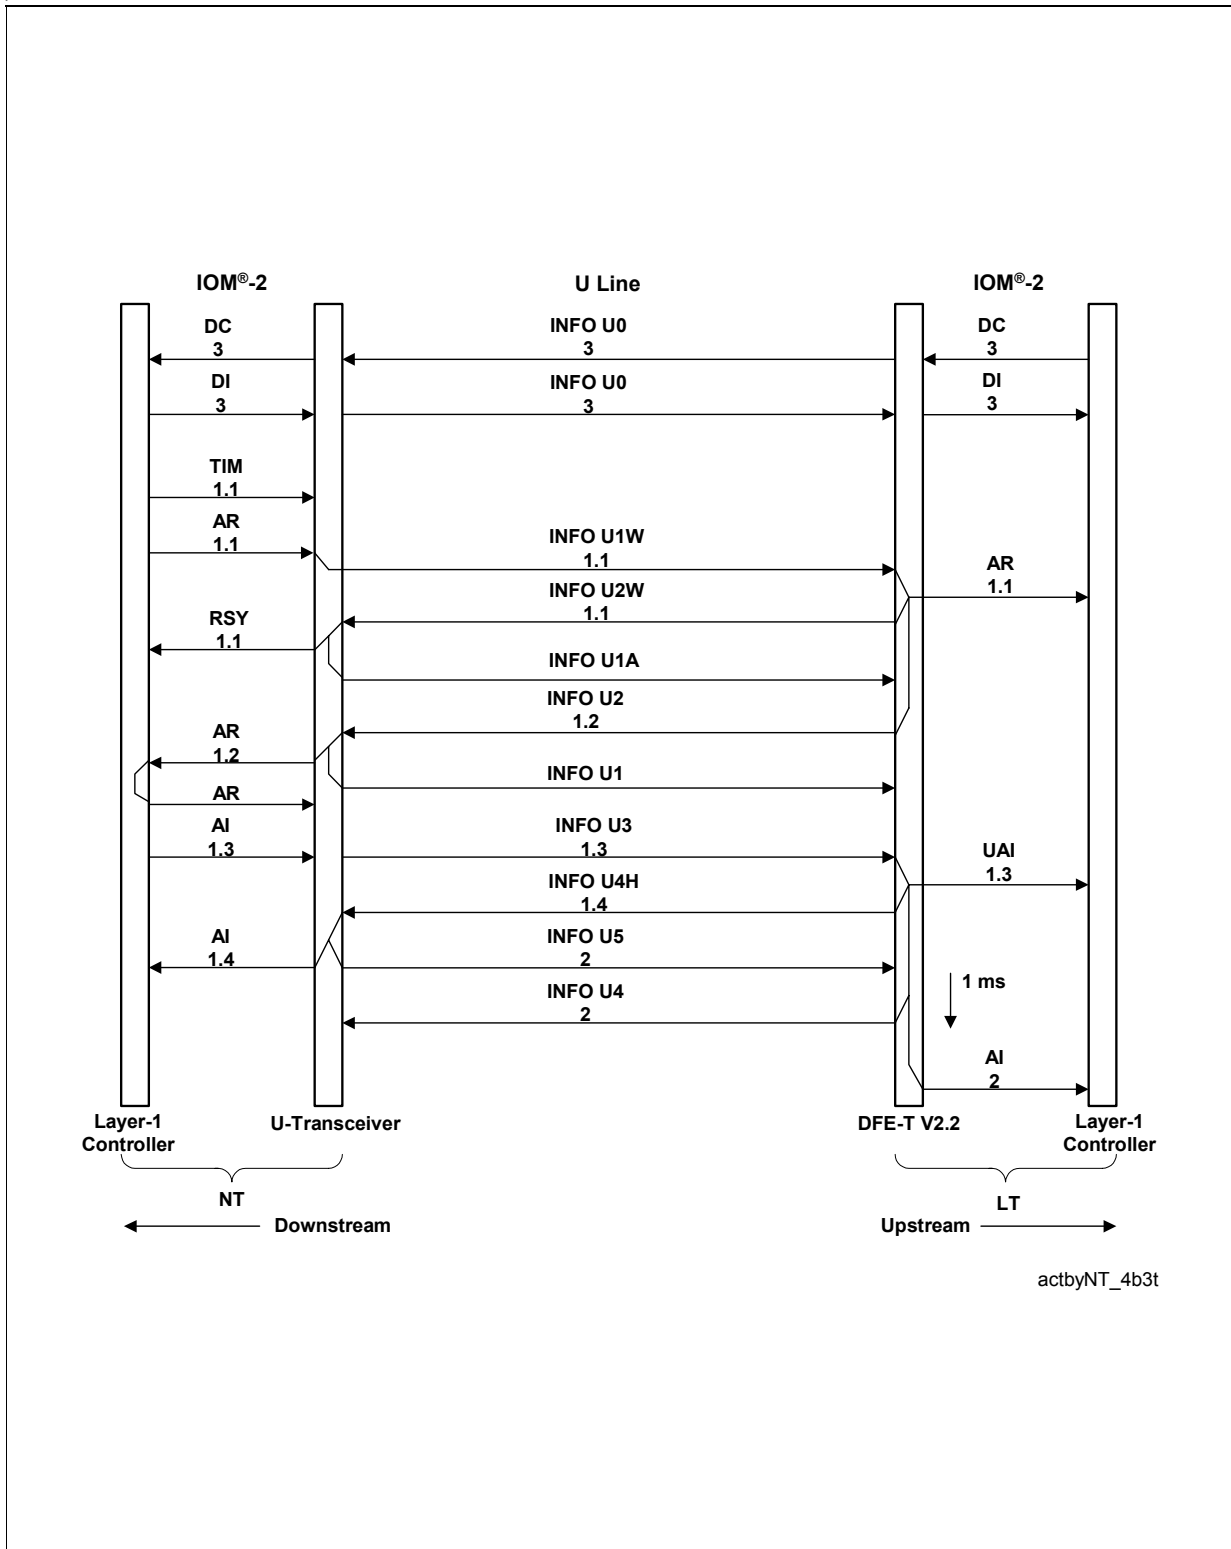 IOM®-2
U Line
IOM®-2
DC
3
INFO U0
3
DC
3
DI
3
INFO U0
3
DI
3
TIM
1.1
AR
1.1
INFO U1W
1.1
AR
1.1
INFO U2W
1.1
RSY
1.1
INFO U1A
INFO U2
1.2
AR
1.2
INFO U1
AR
AI
1.3
INFO U3
1.3
UAI
1.3
INFO U4H
1.4
AI
1.4
INFO U5
2
INFO U4
2
1 ms
AI
2
Layer-1
Controller
U-Transceiver
DFE-T V2.2
Layer-1
Controller
NT
LT
Downstream
Upstream
actbyNT_4b3t